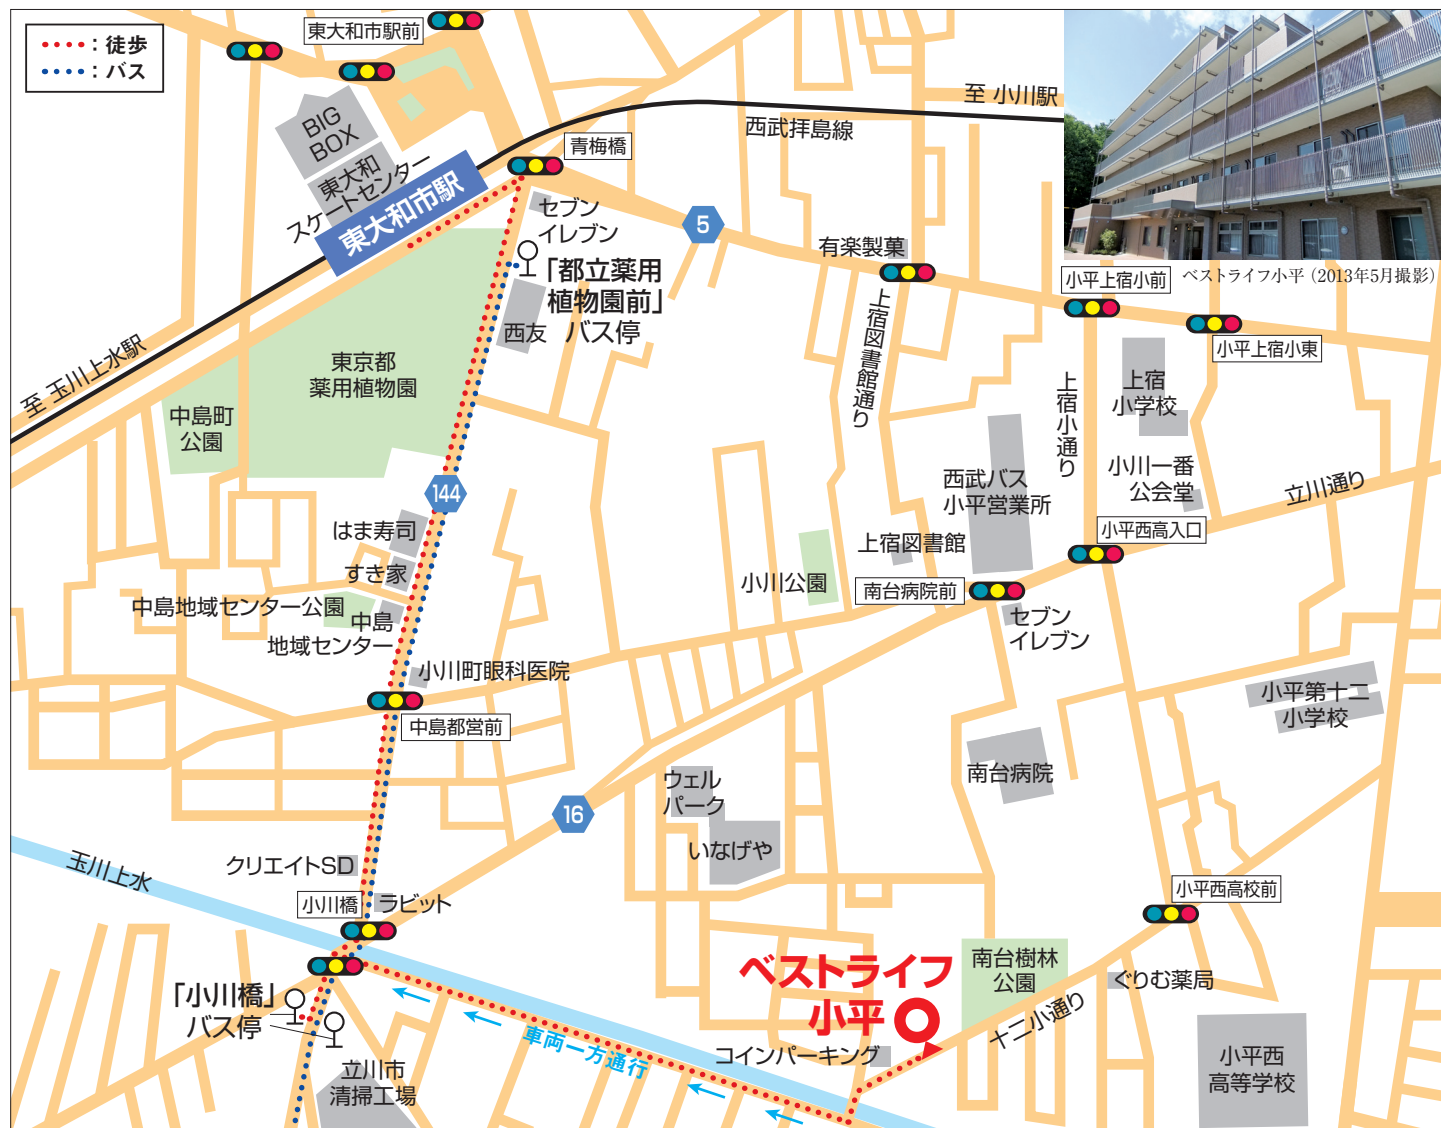 ：徒歩
：バス
東大和市駅前
BIG
BOX
東大和
スケートセンター
東大和市駅
青梅橋
セブン
イレブン
「都立薬用
植物園前」
バス停
西友
5
西武拝島線
至 小川駅
有楽製菓
上宿図書館通り
小平上宿小前
ベストライフ小平（2013年5月撮影）
小平上宿小東
上宿
小学校
上宿小通り
小川一番
公会堂
立川通り
至 玉川上水駅
東京都
薬用植物園
中島町
公園
144
はま寿司
すき家
中島地域センター公園
中島
地域センター
小川町眼科医院
中島都営前
西武バス
小平営業所
上宿図書館
小川公園
南台病院前
小平西高入口
セブン
イレブン
小平第十二
小学校
南台病院
ウェル
パーク
いなげや
16
玉川上水
クリエイトSD
小川橋
ラビット
小平西高校前
「小川橋」
バス停
立川市
清掃工場
車両一方通行
ベストライフ
小平
コインパーキング
南台樹林
公園
十二小通り
ぐりむ薬局
小平西
高等学校